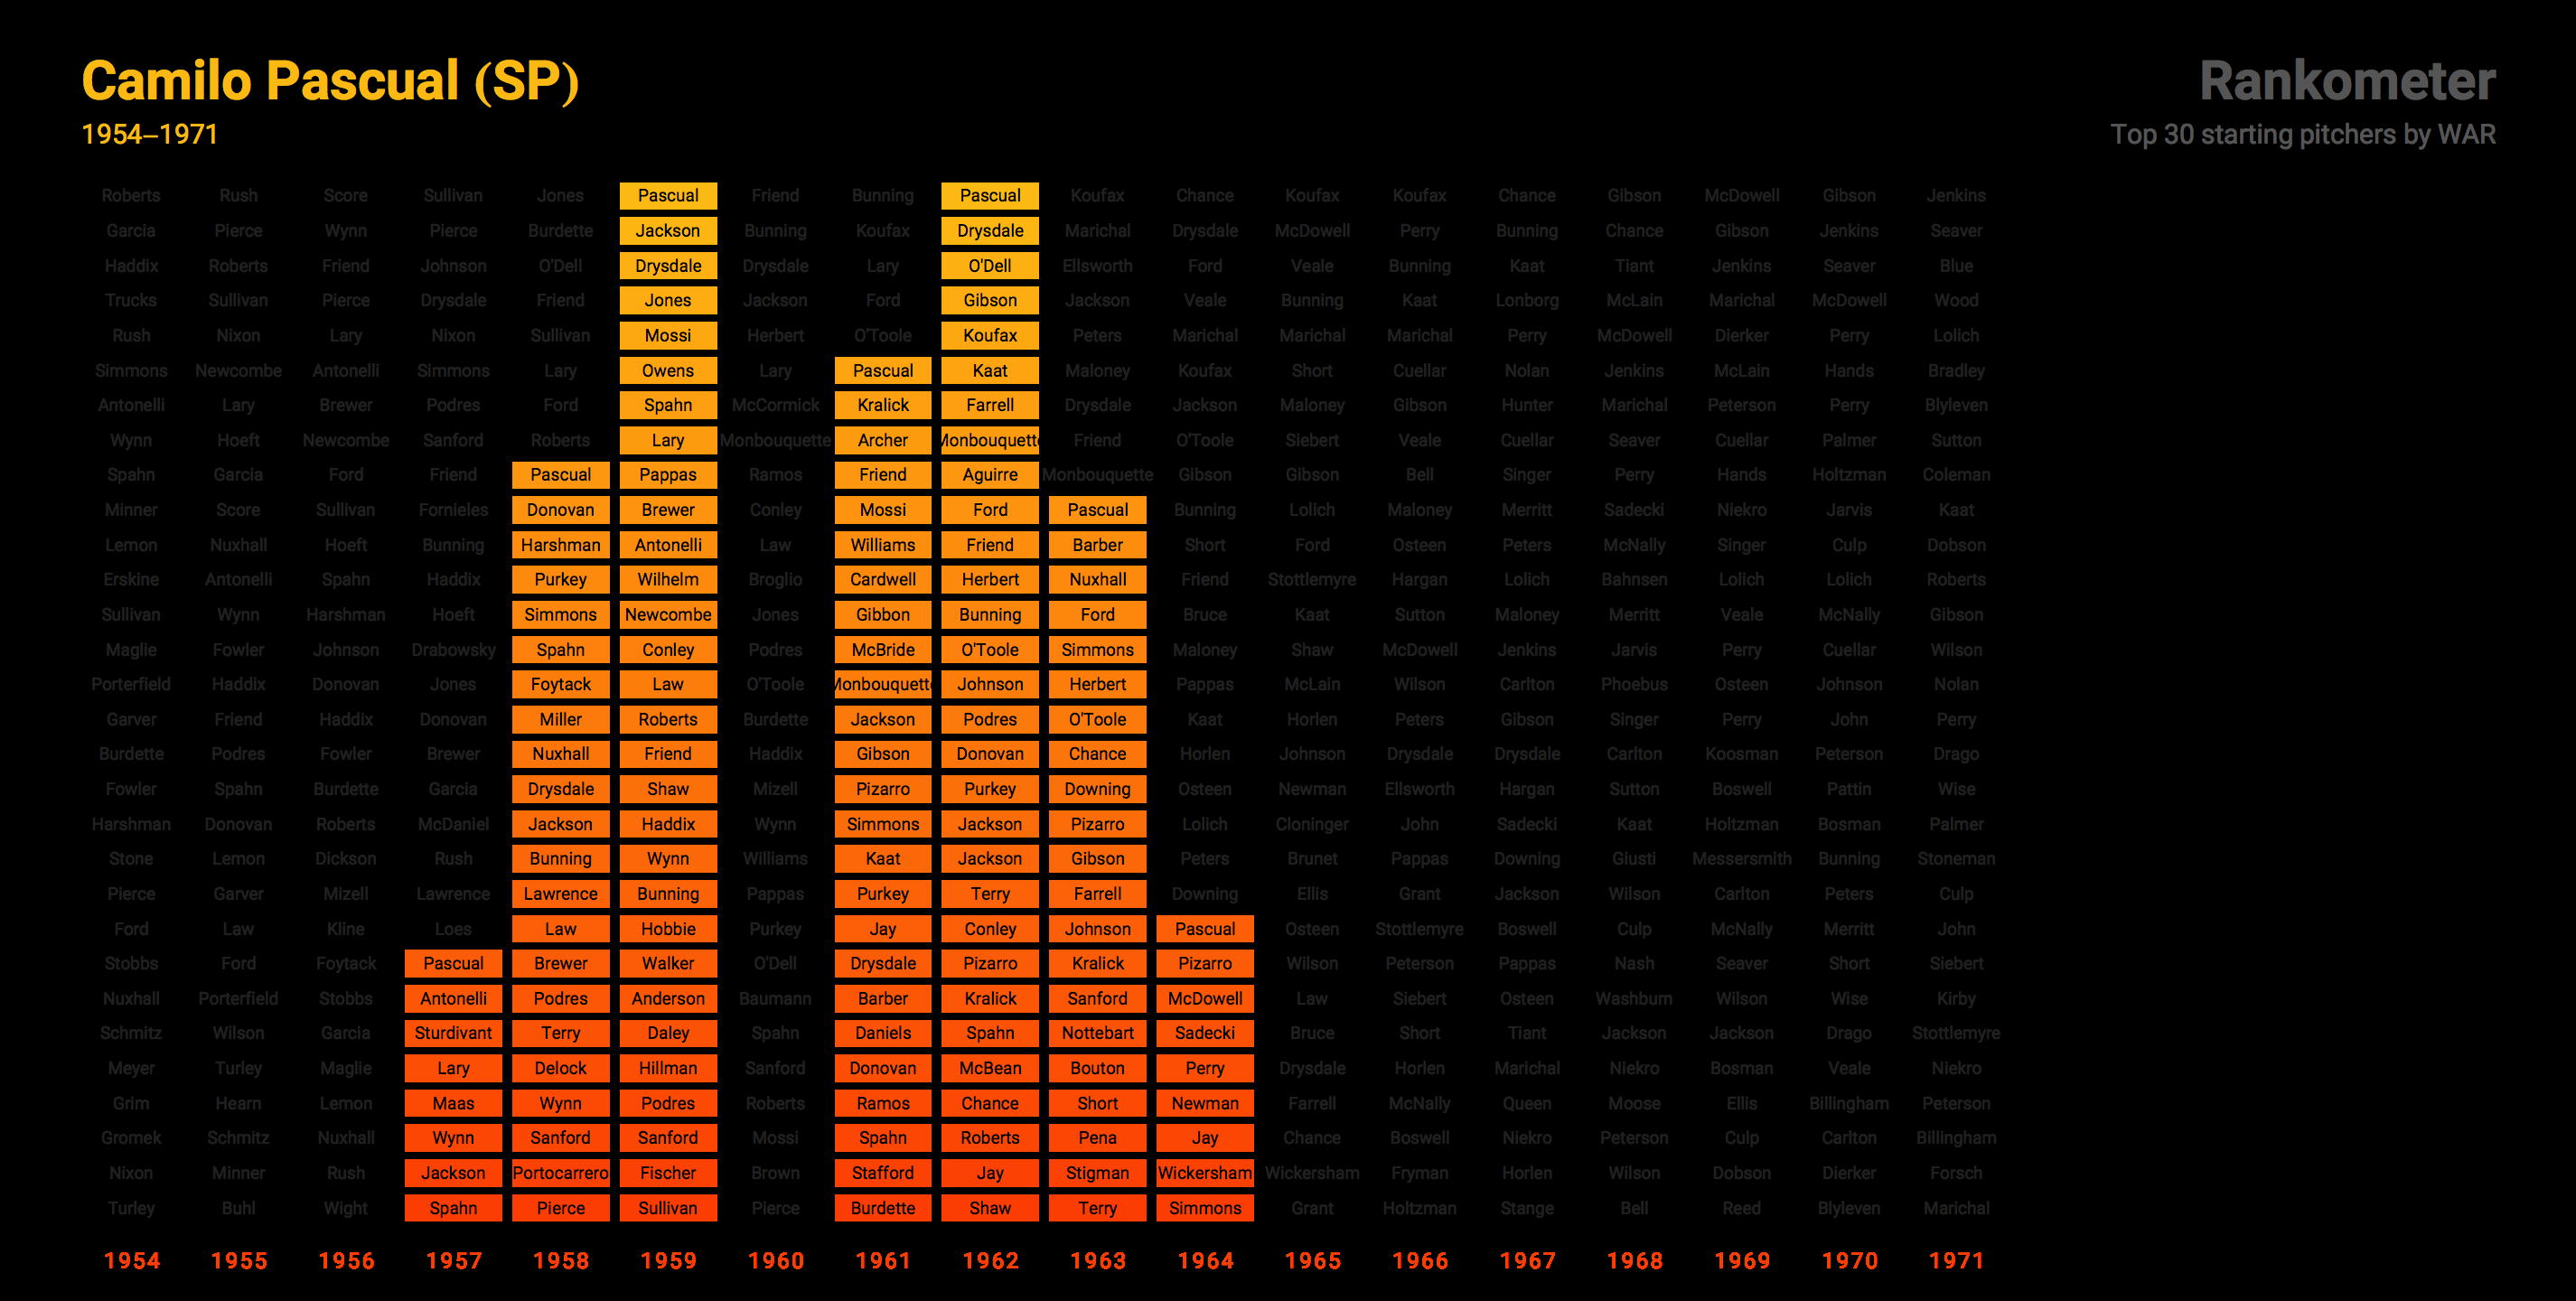 Camilo Pascual (SP)
Rankometer
1954–1971
Top 30 starting pitchers by WAR
Roberts Rush Score Sullivan Jones Pascual Friend Bunning Pascual Koufax Chance Koufax Koufax Chance Gibson McDowell Gibson Jenkins
Garcia Pierce Wynn Pierce Burdette Jackson Bunning Koufax Drysdale Marichal Drysdale McDowell Perry Bunning Chance Gibson Jenkins Seaver
Haddix Roberts Friend Johnson O'Dell Drysdale Drysdale Lary O'Dell Ellsworth Ford Veale Bunning Kaat Tiant Jenkins Seaver Blue
Trucks Sullivan Pierce Drysdale Friend Jones Jackson Ford Gibson Jackson Veale Bunning Kaat Lonborg McLain Marichal McDowell Wood
Rush Nixon Lary Nixon Sullivan Mossi Herbert O'Toole Koufax Peters Marichal Marichal Marichal Perry McDowell Dierker Perry Lolich
Simmons Newcombe Antonelli Simmons Lary Owens Lary Pascual Kaat Maloney Koufax Short Cuellar Nolan Jenkins McLain Hands Bradley
Antonelli Lary Brewer Podres Ford Spahn McCormick Kralick Farrell Drysdale Jackson Maloney Gibson Hunter Marichal Peterson Perry Blyleven
Wynn Hoeft Newcombe Sanford Roberts Lary Monbouquette Archer Monbouquette Friend O'Toole Siebert Veale Cuellar Seaver Cuellar Palmer Sutton
Spahn Garcia Ford Friend Pascual Pappas Ramos Friend Aguirre Monbouquette Gibson Gibson Bell Singer Perry Hands Holtzman Coleman
Minner Score Sullivan Fornieles Donovan Brewer Conley Mossi Ford Pascual Bunning Lolich Maloney Merritt Sadecki Niekro Jarvis Kaat
Lemon Nuxhall Hoeft Bunning Harshman Antonelli Law Williams Friend Barber Short Ford Osteen Peters McNally Singer Culp Dobson
Erskine Antonelli Spahn Haddix Purkey Wilhelm Broglio Cardwell Herbert Nuxhall Friend Stottlemyre Hargan Lolich Bahnsen Lolich Lolich Roberts
Sullivan Wynn Harshman Hoeft Simmons Newcombe Jones Gibbon Bunning Ford Bruce Kaat Sutton Maloney Merritt Veale McNally Gibson
Maglie Fowler Johnson Drabowsky Spahn Conley Podres McBride O'Toole Simmons Maloney Shaw McDowell Jenkins Jarvis Perry Cuellar Wilson
Porterfield Haddix Donovan Jones Foytack Law O'Toole Monbouquette Johnson Herbert Pappas McLain Wilson Carlton Phoebus Osteen Johnson Nolan
Garver Friend Haddix Donovan Miller Roberts Burdette Jackson Podres O'Toole Kaat Horlen Peters Gibson Singer Perry John Perry
Burdette Podres Fowler Brewer Nuxhall Friend Haddix Gibson Donovan Chance Horlen Johnson Drysdale Drysdale Carlton Koosman Peterson Drago
Fowler Spahn Burdette Garcia Drysdale Shaw Mizell Pizarro Purkey Downing Osteen Newman Ellsworth Hargan Sutton Boswell Pattin Wise
Harshman Donovan Roberts McDaniel Jackson Haddix Wynn Simmons Jackson Pizarro Lolich Cloninger John Sadecki Kaat Holtzman Bosman Palmer
Stone Lemon Dickson Rush Bunning Wynn Williams Kaat Jackson Gibson Peters Brunet Pappas Downing Giusti Messersmith Bunning Stoneman
Pierce Garver Mizell Lawrence Lawrence Bunning Pappas Purkey Terry Farrell Downing Ellis Grant Jackson Wilson Carlton Peters Culp
Ford Law Kline Loes Law Hobbie Purkey Jay Conley Johnson Pascual Osteen Stottlemyre Boswell Culp McNally Merritt John
Stobbs Ford Foytack Pascual Brewer Walker O'Dell Drysdale Pizarro Kralick Pizarro Wilson Peterson Pappas Nash Seaver Short Siebert
Nuxhall Porterfield Stobbs Antonelli Podres Anderson Baumann Barber Kralick Sanford McDowell Law Siebert Osteen Washburn Wilson Wise Kirby
Schmitz Wilson Garcia Sturdivant Terry Daley Spahn Daniels Spahn Nottebart Sadecki Bruce Short Tiant Jackson Jackson Drago Stottlemyre
Meyer Turley Maglie Lary Delock Hillman Sanford Donovan McBean Bouton Perry Drysdale Horlen Marichal Niekro Bosman Veale Niekro
Grim Hearn Lemon Maas Wynn Podres Roberts Ramos Chance Short Newman Farrell McNally Queen Moose Ellis Billingham Peterson
Gromek Schmitz Nuxhall Wynn Sanford Sanford Mossi Spahn Roberts Pena Jay Chance Boswell Niekro Peterson Culp Carlton Billingham
Nixon Minner Rush Jackson Portocarrero Fischer Brown Stafford Jay Stigman Wickersham Wickersham Fryman Horlen Wilson Dobson Dierker Forsch
Turley Buhl Wight Spahn Pierce Sullivan Pierce Burdette Shaw Terry Simmons Grant Holtzman Stange Bell Reed Blyleven Marichal
1954 1955 1956 1957 1958 1959 1960 1961 1962 1963 1964 1965 1966 1967 1968 1969 1970 1971